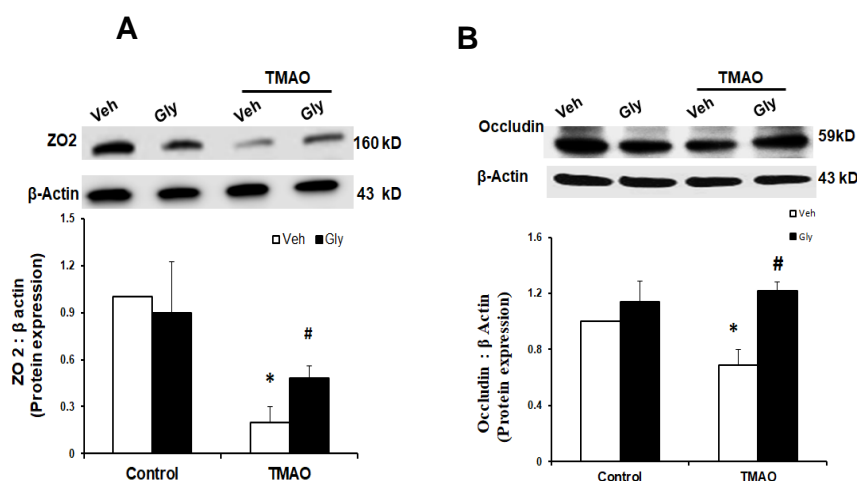 A
TMAO
Veh Gly Veh Gly
ZO2 160 kD
β-Actin 43 kD
1.5
1.2
0.9
0.6
0.3
0
ZO 2 : β actin
(Protein expression)
Veh Gly
*
#
Control TMAO
B
TMAO
Veh Gly Veh Gly
Occludin 59kD
β-Actin 43 kD
Veh
Gly
1.6
1.2
0.8
0.4
0
Occludin : β Actin
(Protein expression)
*
#
Control TMAO